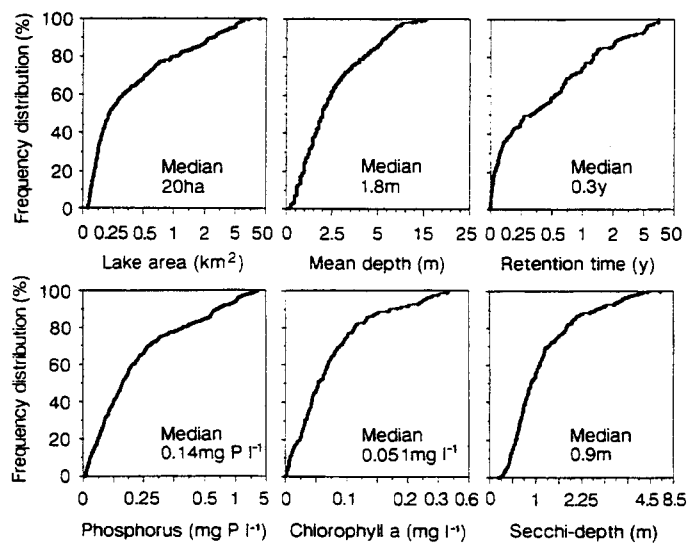 Frequency distribution (%)
100
80
60
40
20
0
Median
20ha
0 0.25 0.5 1 2 5 50
Lake area (km²)
Median
1.8m
0 2.5 5 15 25
Mean depth (m)
Median
0.3y
0 0.25 0.5 1 2 5 50
Retention time (y)
Frequency distribution (%)
100
80
60
40
20
0
Median
0.14mg P l⁻¹
0 0.25 0.5 1 5
Phosphorus (mg P l⁻¹)
Median
0.051mg l⁻¹
0 0.1 0.2 0.3 0.6
Chlorophyll a (mg l⁻¹)
Median
0.9m
0 1 2.25 4.5 8.5
Secchi-depth (m)